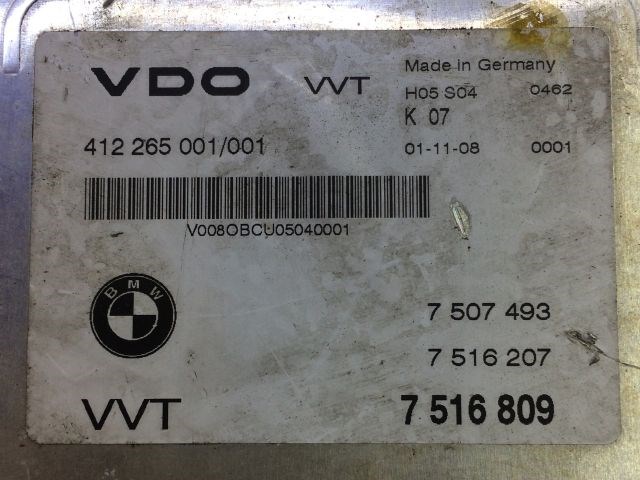 VDO VVT Made in Germany
H05 S04 0462
K 07
412 265 001/001 01-11-08 0001
V008OBCU05040001
BMW
7 507 493
7 516 207
VVT 7 516 809